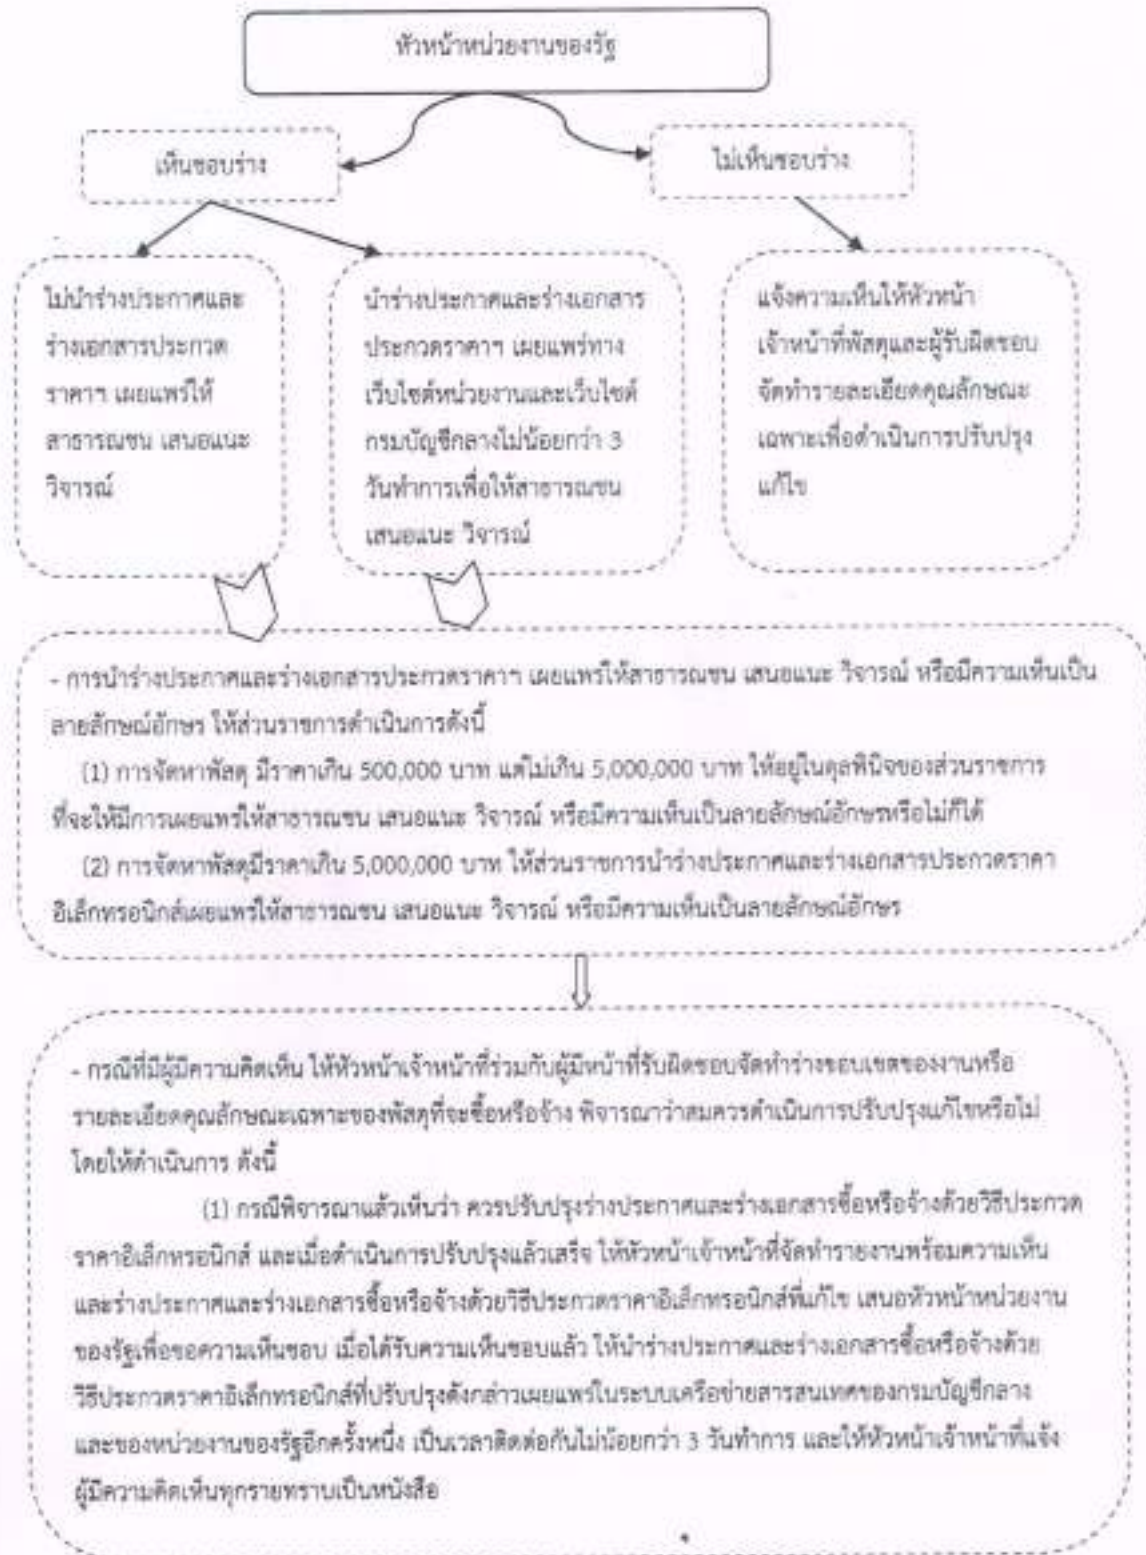 หัวหน้าหน่วยงานของรัฐ
เห็นชอบร่าง
ไม่เห็นชอบร่าง
ไม่นำร่างประกาศและ
ร่างเอกสารประกวด
ราคาฯ เผยแพร่ให้
สาธารณชน เสนอแนะ
วิจารณ์
นำร่างประกาศและร่างเอกสาร
ประกวดราคาฯ เผยแพร่ทาง
เว็บไซต์หน่วยงานและเว็บไซต์
กรมบัญชีกลางไม่น้อยกว่า 3
วันทำการเพื่อให้สาธารณชน
เสนอแนะ วิจารณ์
แจ้งความเห็นให้หัวหน้า
เจ้าหน้าที่พัสดุและผู้รับผิดชอบ
จัดทำรายละเอียดคุณลักษณะ
เฉพาะเพื่อดำเนินการปรับปรุง
แก้ไข
- การนำร่างประกาศและร่างเอกสารประกวดราคาฯ เผยแพร่ให้สาธารณชน เสนอแนะ วิจารณ์ หรือมีความเห็นเป็น
ลายลักษณ์อักษร ให้ส่วนราชการดำเนินการดังนี้
(1) การจัดหาพัสดุ มีราคาเกิน 500,000 บาท แต่ไม่เกิน 5,000,000 บาท ให้อยู่ในดุลพินิจของส่วนราชการ
ที่จะให้มีการเผยแพร่ให้สาธารณชน เสนอแนะ วิจารณ์ หรือมีความเห็นเป็นลายลักษณ์อักษรหรือไม่ก็ได้
(2) การจัดหาพัสดุมีราคาเกิน 5,000,000 บาท ให้ส่วนราชการนำร่างประกาศและร่างเอกสารประกวดราคา
อิเล็กทรอนิกส์เผยแพร่ให้สาธารณชน เสนอแนะ วิจารณ์ หรือมีความเห็นเป็นลายลักษณ์อักษร
- กรณีที่มีผู้มีความคิดเห็น ให้หัวหน้าเจ้าหน้าที่ร่วมกับผู้มีหน้าที่รับผิดชอบจัดทำร่างขอบเขตของงานหรือ
รายละเอียดคุณลักษณะเฉพาะของพัสดุที่จะซื้อหรือจ้าง พิจารณาว่าสมควรดำเนินการปรับปรุงแก้ไขหรือไม่
โดยให้ดำเนินการ ดังนี้
(1) กรณีพิจารณาแล้วเห็นว่า ควรปรับปรุงร่างประกาศและร่างเอกสารซื้อหรือจ้างด้วยวิธีประกวด
ราคาอิเล็กทรอนิกส์ และเมื่อดำเนินการปรับปรุงแล้วเสร็จ ให้หัวหน้าเจ้าหน้าที่จัดทำรายงานพร้อมความเห็น
และร่างประกาศและร่างเอกสารซื้อหรือจ้างด้วยวิธีประกวดราคาอิเล็กทรอนิกส์ที่แก้ไข เสนอหัวหน้าหน่วยงาน
ของรัฐเพื่อขอความเห็นชอบ เมื่อได้รับความเห็นชอบแล้ว ให้นำร่างประกาศและร่างเอกสารซื้อหรือจ้างด้วย
วิธีประกวดราคาอิเล็กทรอนิกส์ที่ปรับปรุงดังกล่าวเผยแพร่ในระบบเครือข่ายสารสนเทศของกรมบัญชีกลาง
และของหน่วยงานของรัฐอีกครั้งหนึ่ง เป็นเวลาติดต่อกันไม่น้อยกว่า 3 วันทำการ และให้หัวหน้าเจ้าหน้าที่แจ้ง
ผู้มีความคิดเห็นทุกรายทราบเป็นหนังสือ